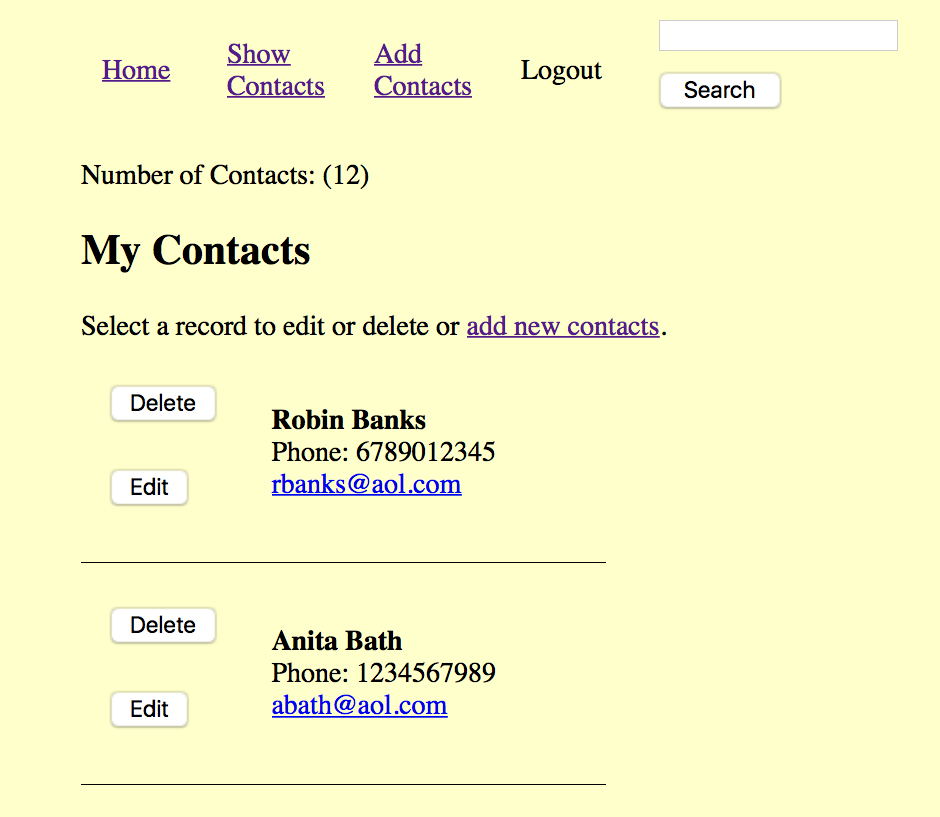 Home
Show
Contacts
Add
Contacts
Logout
Search
Number of Contacts: (12)
My Contacts
Select a record to edit or delete or add new contacts.
Delete
Edit
Robin Banks
Phone: 6789012345
rbanks@aol.com
Delete
Edit
Anita Bath
Phone: 1234567989
abath@aol.com